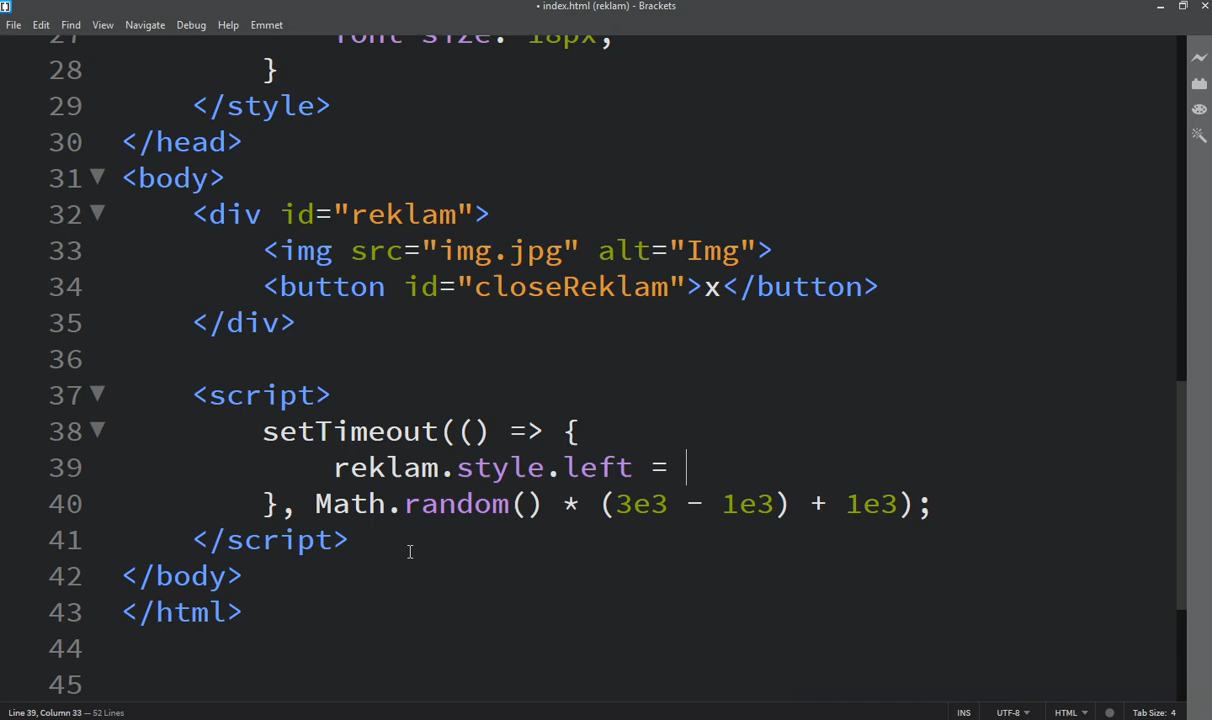 • index.html (reklam) - Brackets
File Edit Find View Navigate Debug Help Emmet
27 font-size: 18px;
28 }
29 </style>
30 </head>
31 <body>
32 <div id="reklam">
33 <img src="img.jpg" alt="Img">
34 <button id="closeReklam">x</button>
35 </div>
36
37 <script>
38 setTimeout(() => {
39 reklam.style.left =
40 }, Math.random() * (3e3 - 1e3) + 1e3);
41 </script>
42 </body>
43 </html>
44
45
Line 39, Column 33 — 52 Lines INS UTF-8 HTML Tab Size: 4